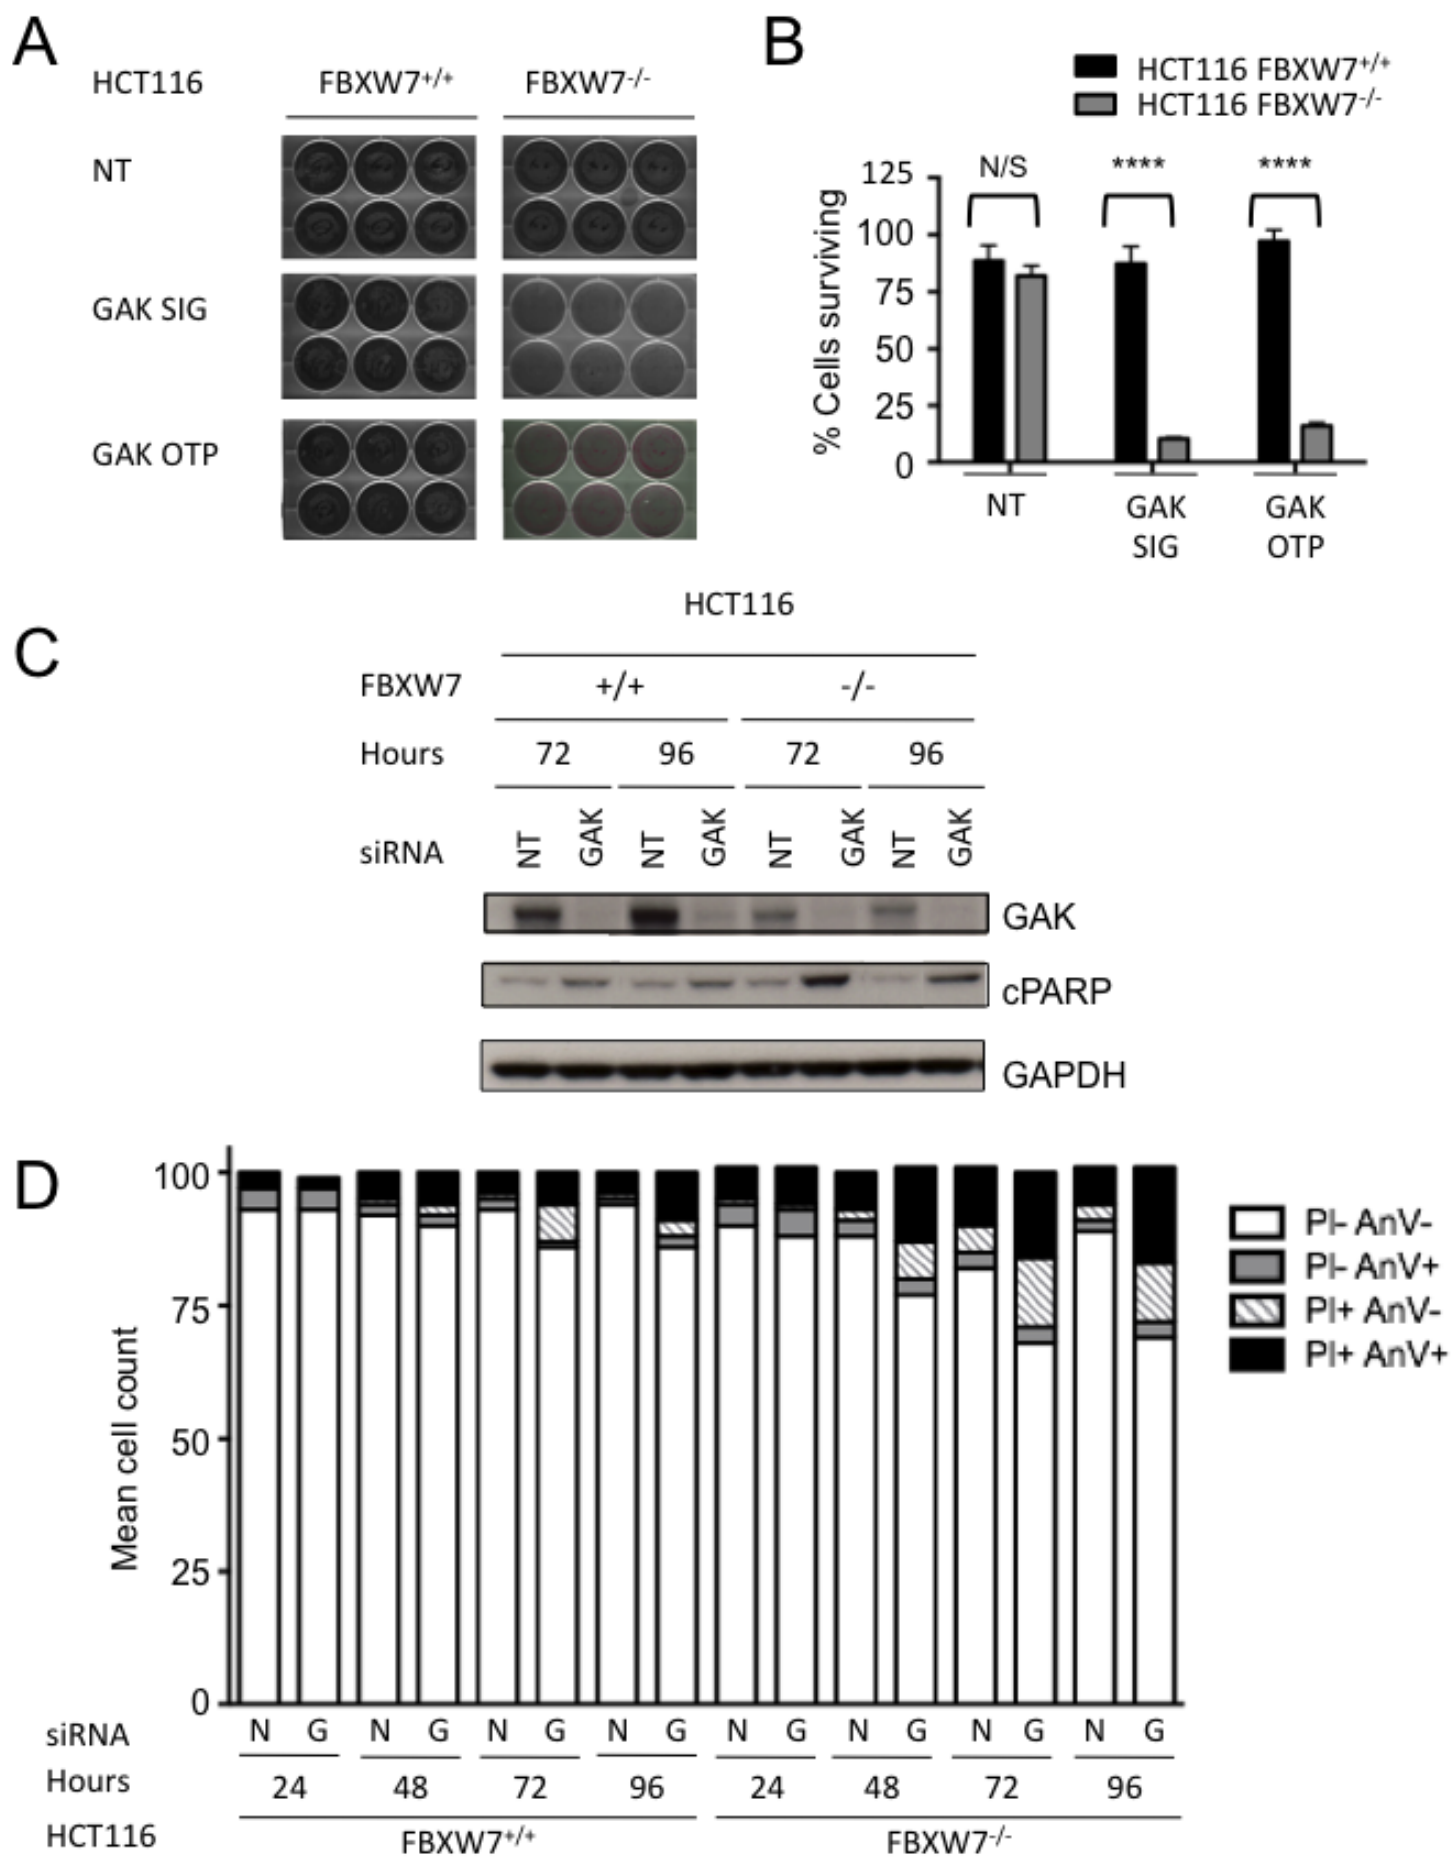 A
HCT116 FBXW7+/+ FBXW7-/-
NT
GAK SIG
GAK OTP
B
HCT116 FBXW7+/+
HCT116 FBXW7-/-
% Cells surviving
125
100
75
50
25
0
N/S **** ****
NT GAK SIG GAK OTP
C
HCT116
FBXW7 +/+ -/-
Hours 72 96 72 96
siRNA NT GAK NT GAK NT GAK NT GAK
GAK
cPARP
GAPDH
D
Mean cell count
100
75
50
25
0
PI- AnV-
PI- AnV+
PI+ AnV-
PI+ AnV+
siRNA N G N G N G N G N G N G N G N G
Hours 24 48 72 96 24 48 72 96
HCT116 FBXW7+/+ FBXW7-/-